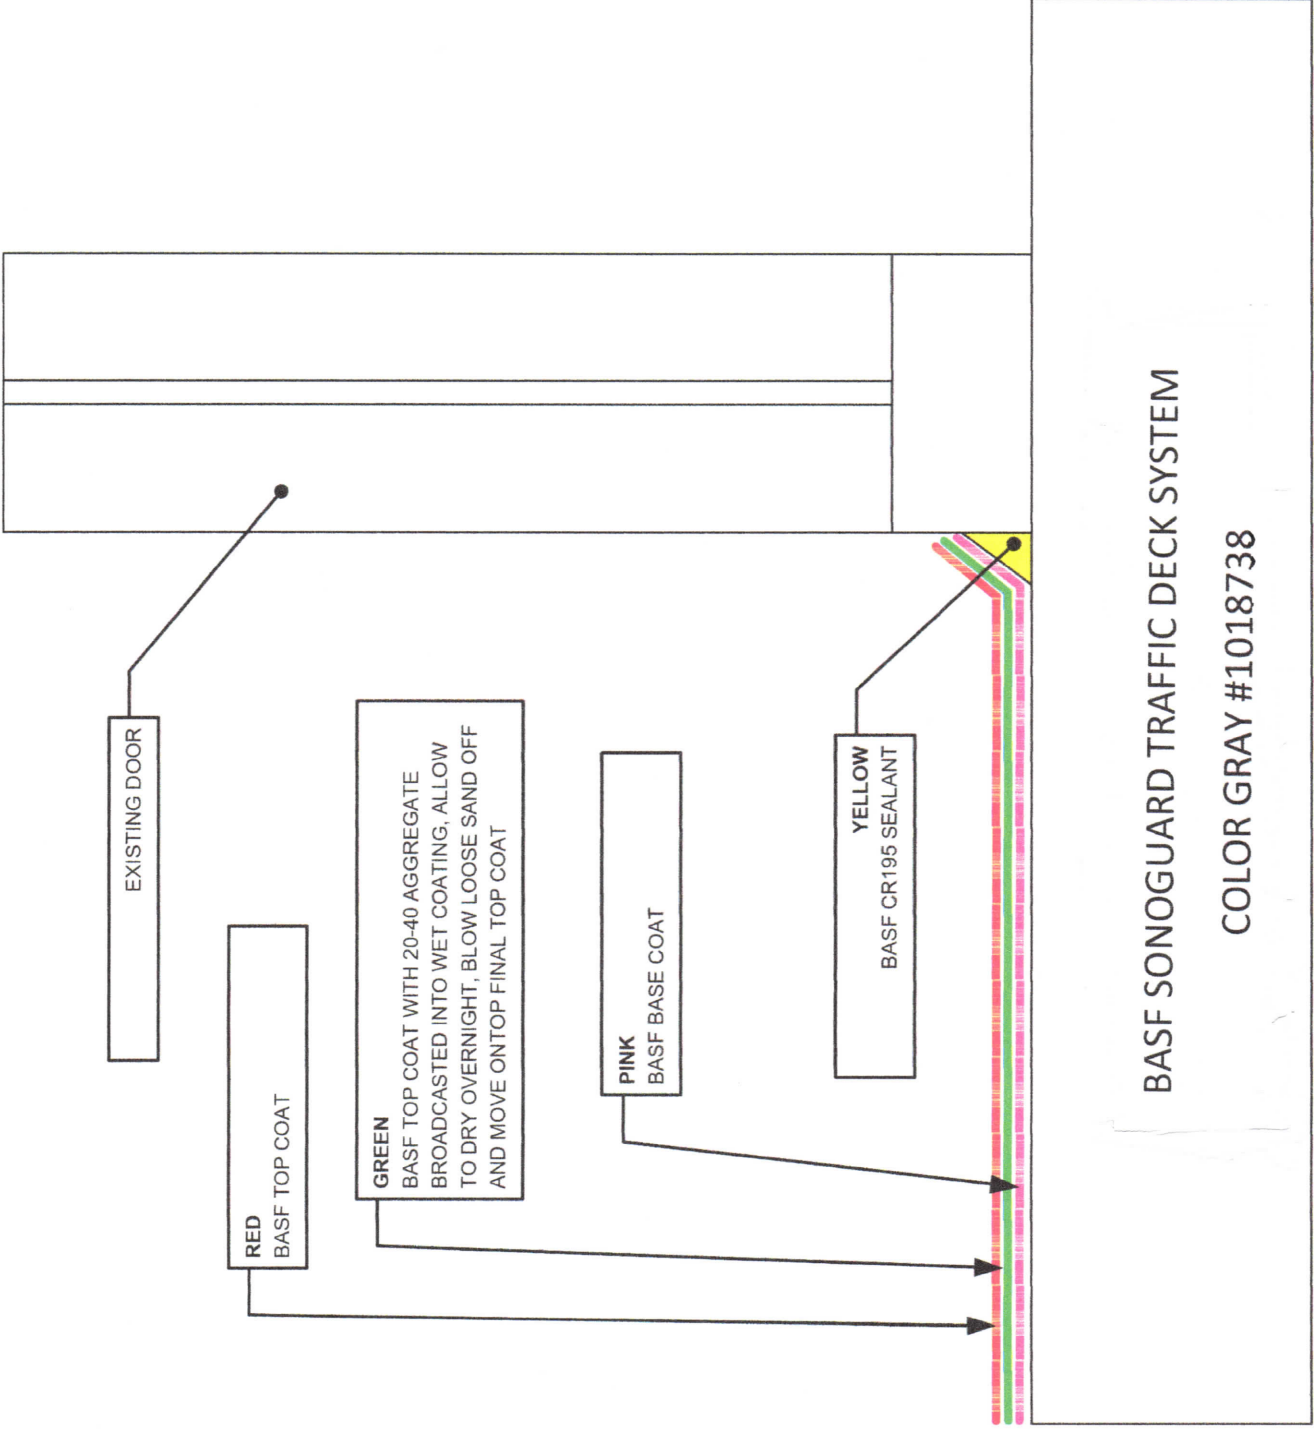 EXISTING DOOR
RED
BASF TOP COAT
GREEN
BASF TOP COAT WITH 20-40 AGGREGATE
BROADCASTED INTO WET COATING, ALLOW
TO DRY OVERNIGHT, BLOW LOOSE SAND OFF
AND MOVE ONTOP FINAL TOP COAT
PINK
BASF BASE COAT
YELLOW
BASF CR195 SEALANT
BASF SONOGUARD TRAFFIC DECK SYSTEM
COLOR GRAY #1018738